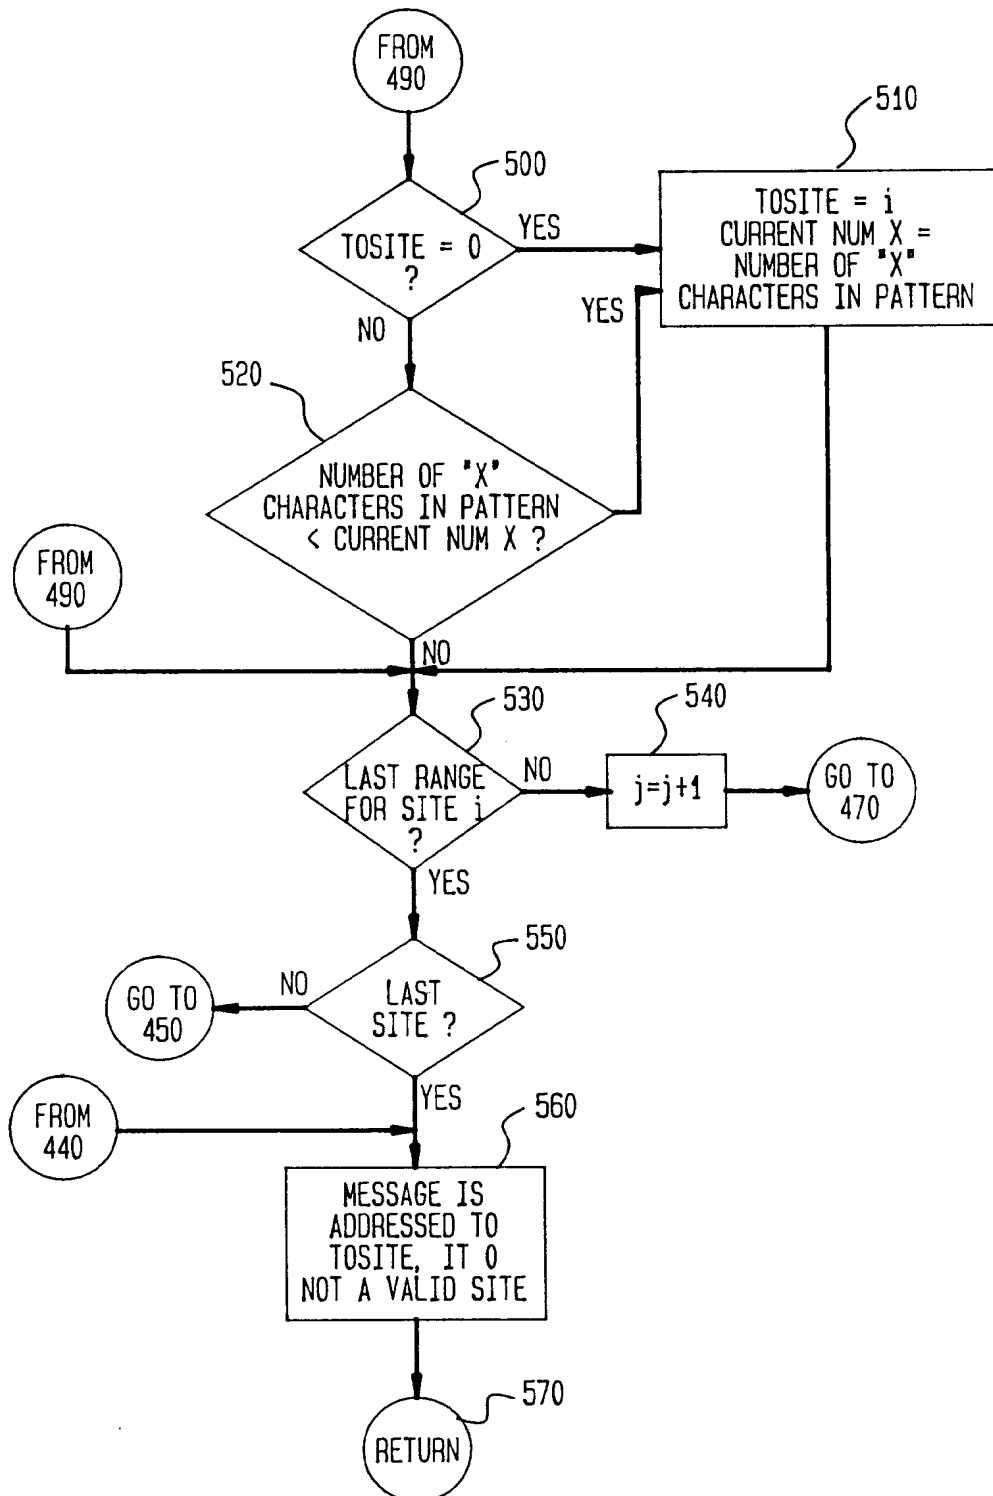 FROM
490
500
TOSITE = 0
?
YES
NO
510
TOSITE = i
CURRENT NUM X =
NUMBER OF "X"
CHARACTERS IN PATTERN
YES
520
NUMBER OF "X"
CHARACTERS IN PATTERN
< CURRENT NUM X ?
NO
FROM
490
530
LAST RANGE
FOR SITE i
?
NO
540
j=j+1
GO TO
470
YES
550
LAST
SITE ?
NO
GO TO
450
YES
FROM
440
560
MESSAGE IS
ADDRESSED TO
TOSITE, IT 0
NOT A VALID SITE
570
RETURN